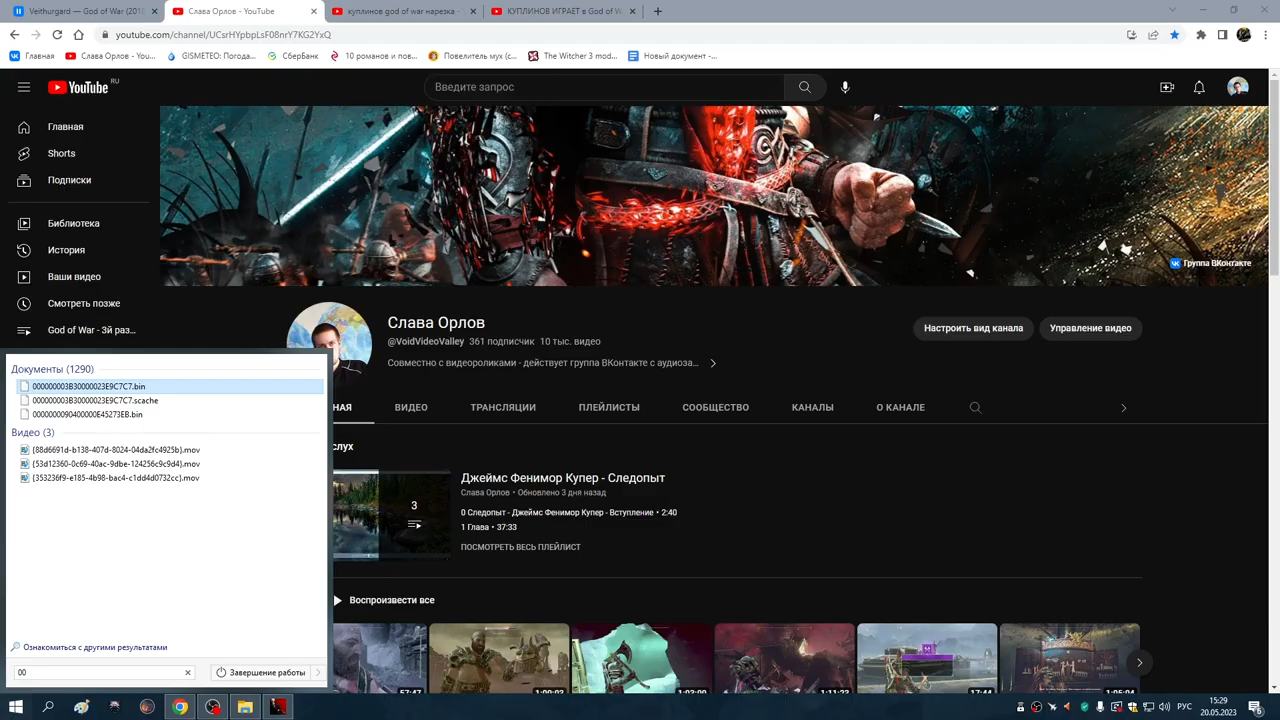 Veithurgard — God of War (2018
Слава Орлов - YouTube
куплинов god of war нарезка -
КУПЛИНОВ ИГРАЕТ в God of W
youtube.com/channel/UCsrHYpbpLsF08nrY7KG2YxQ
Главная
Слава Орлов - You...
GISMETEO: Погода...
СберБанк
10 романов и пов...
Повелитель мух (с...
The Witcher 3 mod...
Новый документ -...
YouTube
RU
Введите запрос
Главная
Shorts
Подписки
Библиотека
История
Ваши видео
Смотреть позже
God of War - 3й раз...
Группа ВКонтакте
Слава Орлов
@VoidVideoValley 361 подписчик 10 тыс. видео
Совместно с видеороликами - действует группа ВКонтакте с аудиоза...
Настроить вид канала
Управление видео
НАЯ
ВИДЕО
ТРАНСЛЯЦИИ
ПЛЕЙЛИСТЫ
СООБЩЕСТВО
КАНАЛЫ
О КАНАЛЕ
слух
3
Джеймс Фенимор Купер - Следопыт
Слава Орлов • Обновлено 3 дня назад
0 Следопыт - Джеймс Фенимор Купер - Вступление • 2:40
1 Глава • 37:33
ПОСМОТРЕТЬ ВЕСЬ ПЛЕЙЛИСТ
Воспроизвести все
57:47
1:00:03
1:03:00
1:11:33
17:44
1:05:04
Документы (1290)
000000003B30000023E9C7C7.bin
000000003B30000023E9C7C7.scache
0000000090400000E45273EB.bin
Видео (3)
{88d6691d-b138-407d-8024-04da2fc4925b}.mov
{53d12360-0c69-40ac-9dbe-124256c9c9d4}.mov
{353236f9-e185-4b98-bac4-c1dd4d0732cc}.mov
Ознакомиться с другими результатами
00
Завершение работы
РУС
15:29
20.05.2023
6